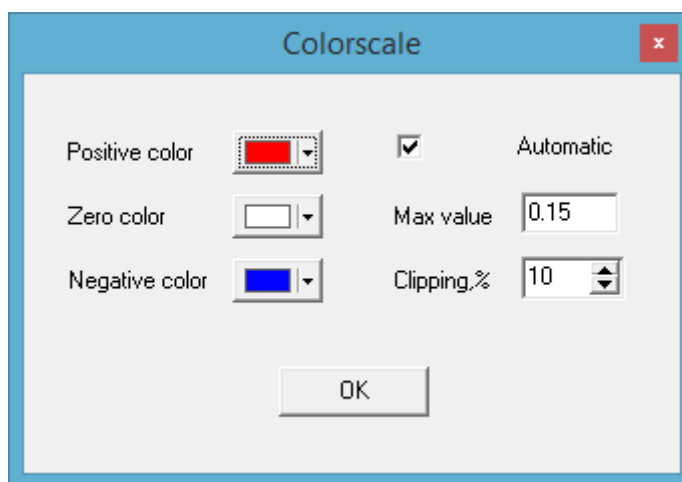 Colorscale
x
Positive color
Automatic
Zero color
Max value 0.15
Negative color
Clipping,% 10
OK